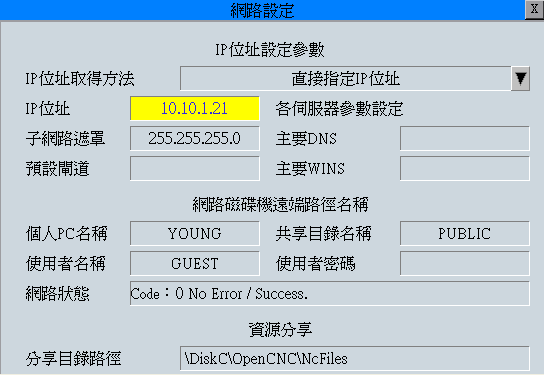 網路設定 X
IP位址設定參數
IP位址取得方法 直接指定IP位址
IP位址 10.10.1.21 各伺服器參數設定
子網路遮罩 255.255.255.0 主要DNS
預設閘道 主要WINS
網路磁碟機遠端路徑名稱
個人PC名稱 YOUNG 共享目錄名稱 PUBLIC
使用者名稱 GUEST 使用者密碼
網路狀態 Code：0 No Error / Success.
資源分享
分享目錄路徑 \DiskC\OpenCNC\NcFiles